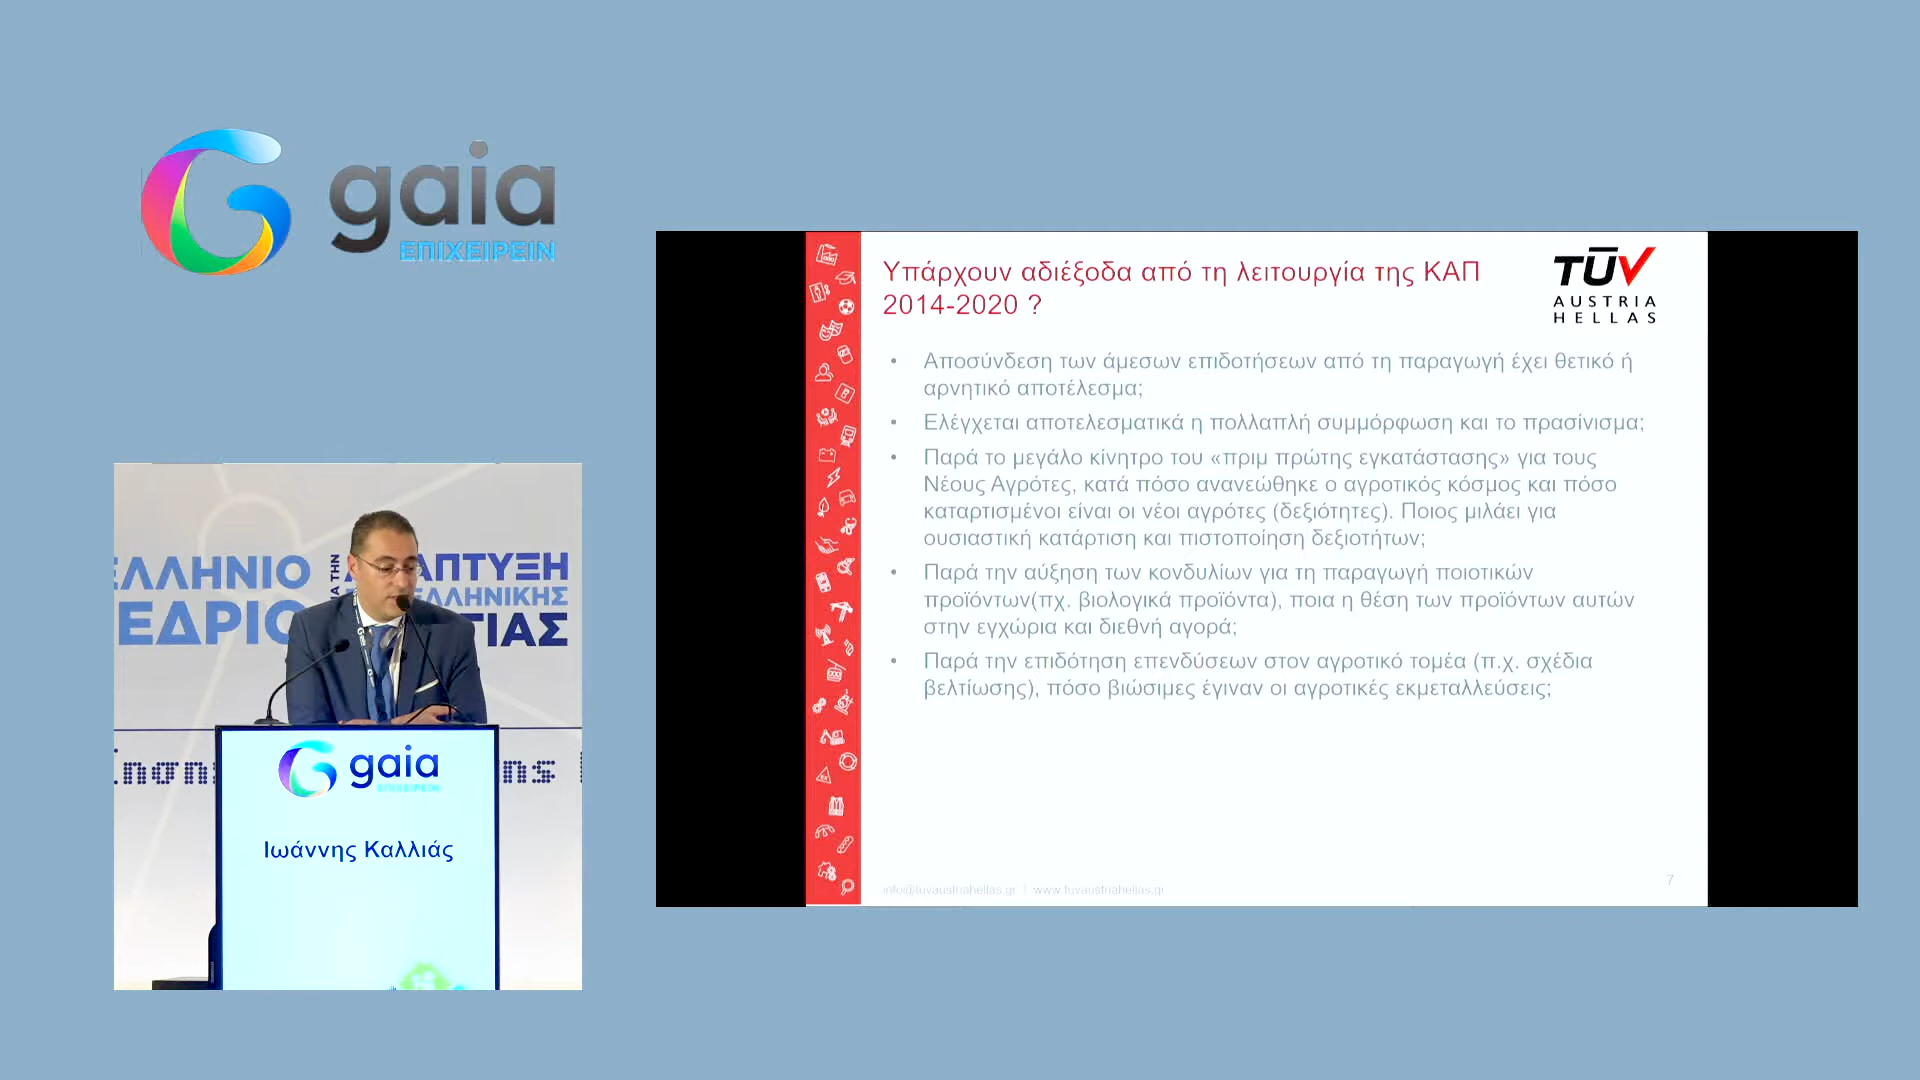 gaia
ΕΠΙΧΕΙΡΕΙΝ
Υπάρχουν αδιέξοδα από τη λειτουργία της ΚΑΠ
2014-2020 ?
TÜV
AUSTRIA
HELLAS
• Αποσύνδεση των άμεσων επιδοτήσεων από τη παραγωγή έχει θετικό ή
αρνητικό αποτέλεσμα;
• Ελέγχεται αποτελεσματικά η πολλαπλή συμμόρφωση και το πρασίνισμα;
• Παρά το μεγάλο κίνητρο του «πριμ πρώτης εγκατάστασης» για τους
Νέους Αγρότες, κατά πόσο ανανεώθηκε ο αγροτικός κόσμος και πόσο
καταρτισμένοι είναι οι νέοι αγρότες (δεξιότητες). Ποιος μιλάει για
ουσιαστική κατάρτιση και πιστοποίηση δεξιοτήτων;
• Παρά την αύξηση των κονδυλίων για τη παραγωγή ποιοτικών
προϊόντων(πχ. βιολογικά προϊόντα), ποια η θέση των προϊόντων αυτών
στην εγχώρια και διεθνή αγορά;
• Παρά την επιδότηση επενδύσεων στον αγροτικό τομέα (π.χ. σχέδια
βελτίωσης), πόσο βιώσιμες έγιναν οι αγροτικές εκμεταλλεύσεις;
info@tuvaustriahellas.gr | www.tuvaustriahellas.gr
7
ΕΛΛΗΝΙΟ
ΕΔΡΙΟ
ΓΙΑ ΤΗΝ
ΑΠΤΥΞΗ
ΕΛΛΗΝΙΚΗΣ
ΓΙΑΣ
gaia
ΕΠΙΧΕΙΡΕΙΝ
Ιωάννης Καλλιάς